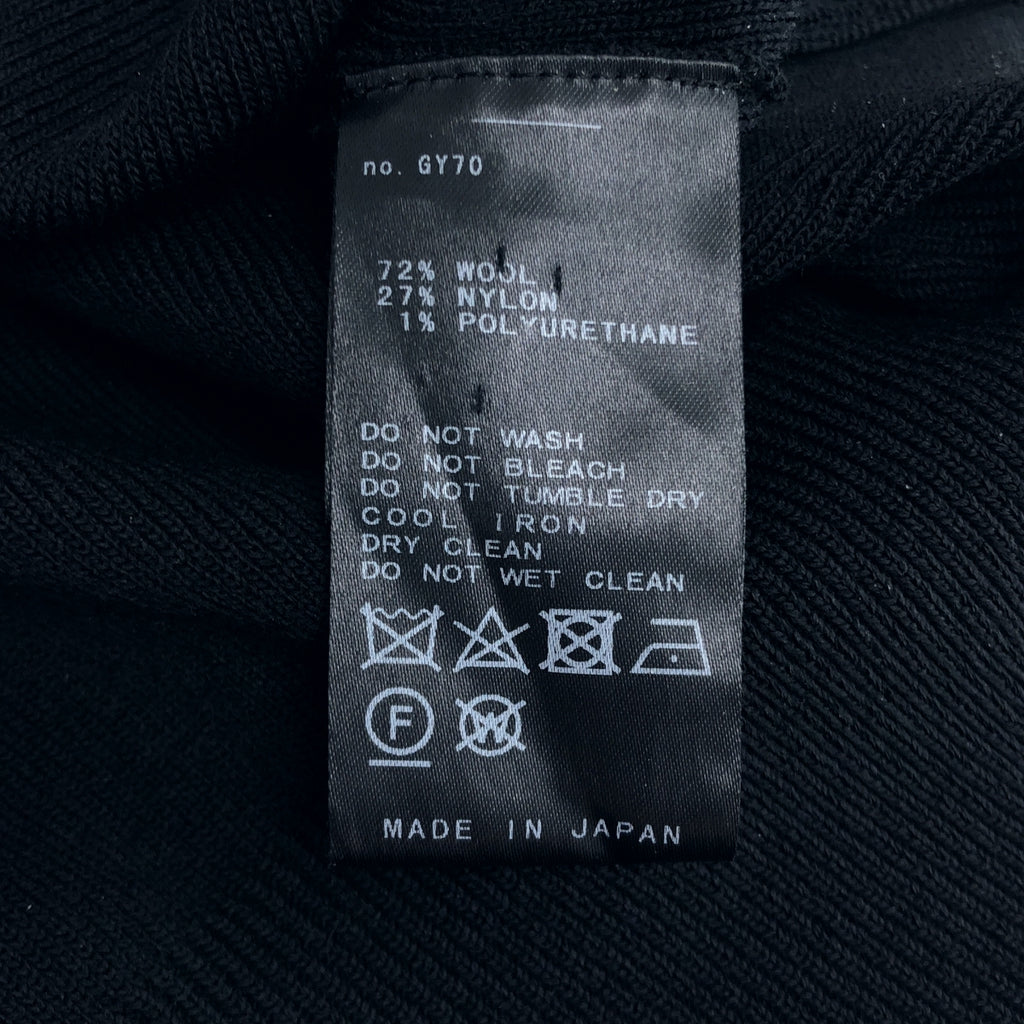 no. GY70
72% WOOL
27% NYLON
1% POLYURETHANE
DO NOT WASH
DO NOT BLEACH
DO NOT TUMBLE DRY
COOL IRON
DRY CLEAN
DO NOT WET CLEAN
F W
MADE IN JAPAN